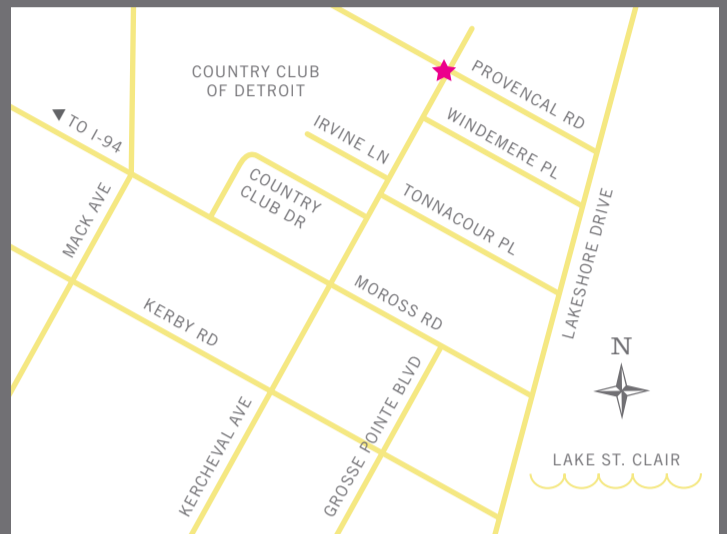 COUNTRY CLUB
OF DETROIT
PROVENCAL RD
TO I-94
IRVINE LN
WINDEMERE PL
COUNTRY
CLUB DR
TONNACOUR PL
MACK AVE
LAKESHORE DRIVE
MOROSS RD
KERBY RD
N
KERCHEVAL AVE
GROSSE POINTE BLVD
LAKE ST. CLAIR